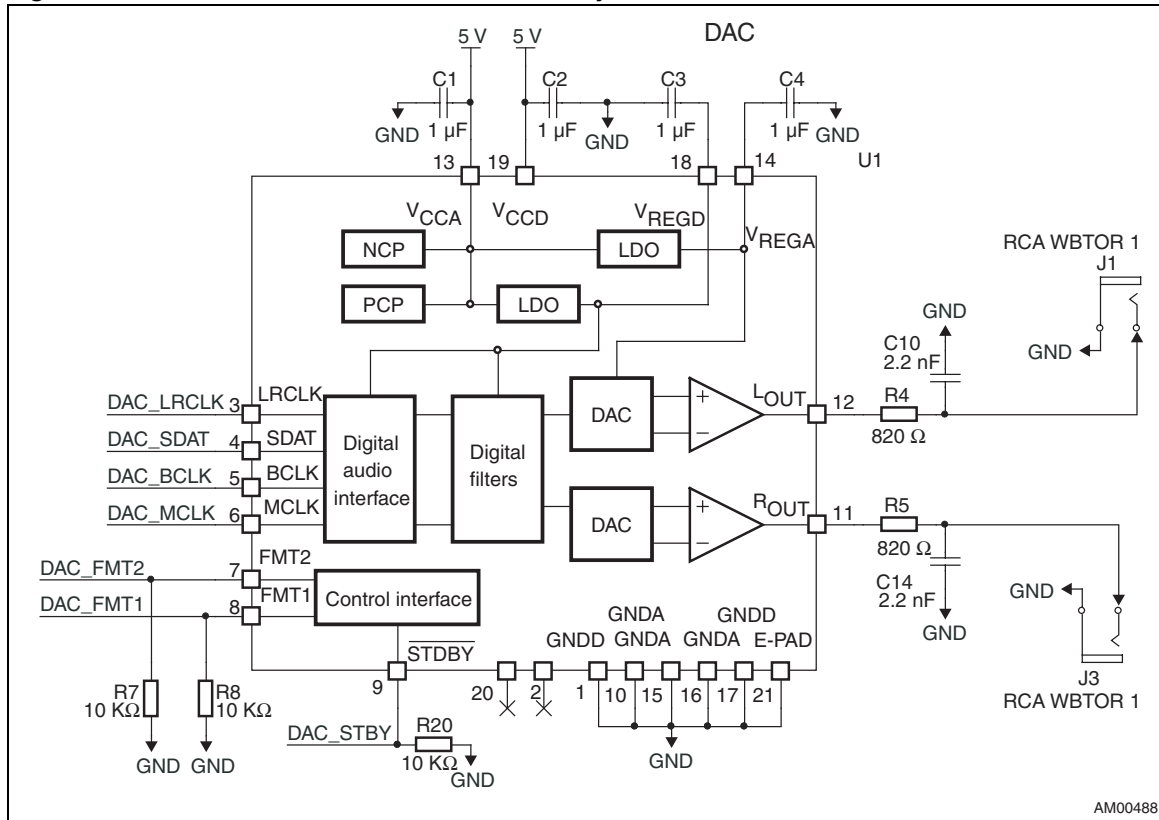 5 V
5 V
DAC
C1
C2
C3
C4
GND
1 µF
1 µF
GND
1 µF
1 µF
GND
13
19
18
14
U1
VCCA
VCCD
VREGD
VREGA
NCP
LDO
PCP
LDO
RCA WBTOR 1
J1
GND
GND
C10
2.2 nF
DAC_LRCLK
3
LRCLK
DAC_SDAT
4
SDAT
DAC_BCLK
5
BCLK
DAC_MCLK
6
MCLK
Digital
audio
interface
Digital
filters
DAC
+
−
LOUT
12
R4
820 Ω
DAC
+
−
ROUT
11
R5
820 Ω
C14
2.2 nF
GND
GND
J3
RCA WBTOR 1
DAC_FMT2
7
FMT2
DAC_FMT1
8
FMT1
Control interface
STDBY
9
20
2
GNDD
1
GNDA
GNDA
10
15
GNDA
16
GNDD
17
E-PAD
21
R7
10 KΩ
R8
10 KΩ
GND
GND
DAC_STBY
R20
10 KΩ
GND
GND
AM00488